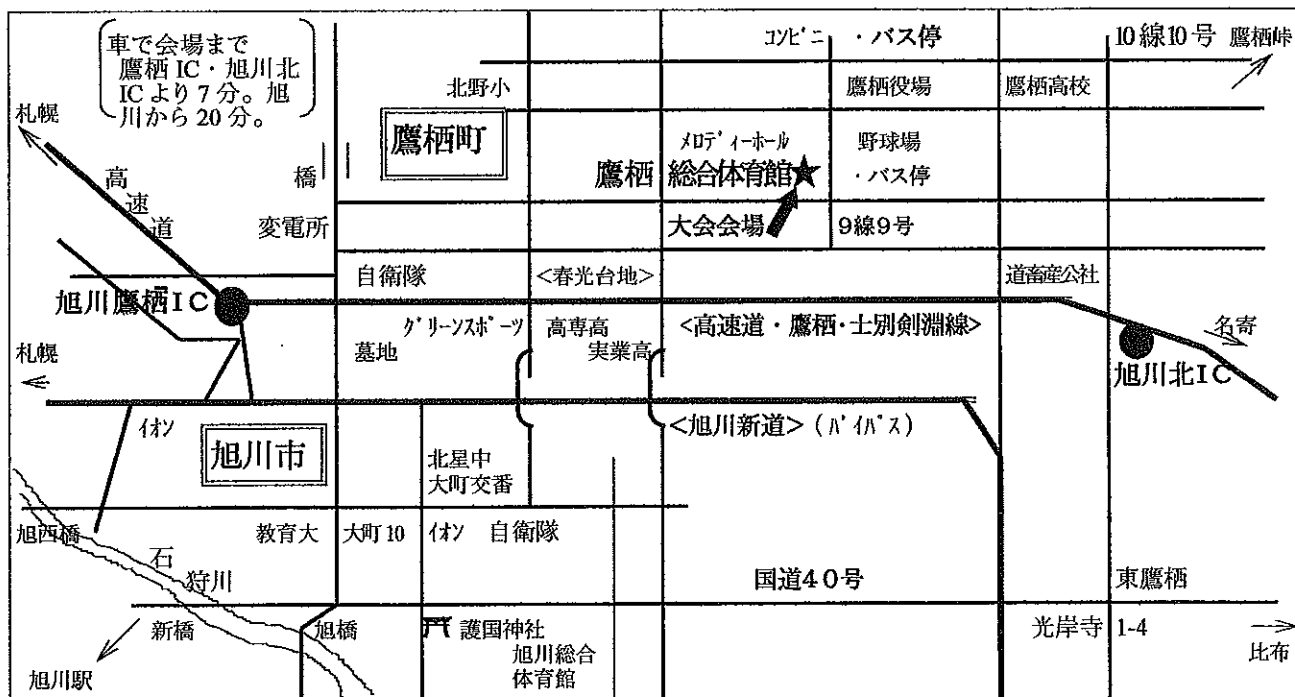 コンビニ ・バス停 10線10号 鷹栖峠
車で会場まで
鷹栖IC・旭川北
ICより7分。旭
川から20分。
北野小 鷹栖役場 鷹栖高校
札幌
鷹栖町
メロディーホール 野球場
高速道 橋 鷹栖 総合体育館★ ・バス停
変電所 大会会場 9線9号
自衛隊 <春光台地> 道畜産公社
旭川鷹栖IC
グリーンスポーツ 高専高 <高速道・鷹栖・士別剣淵線> 名寄
札幌 墓地 実業高
旭川北IC
イオン <旭川新道>(バイパス)
旭川市
北星中
大町交番
旭西橋 教育大 大町10 イオン 自衛隊
石狩川 国道40号 東鷹栖
新橋 旭橋 護国神社 光岸寺 1-4
旭川駅 旭川総合 比布
体育館